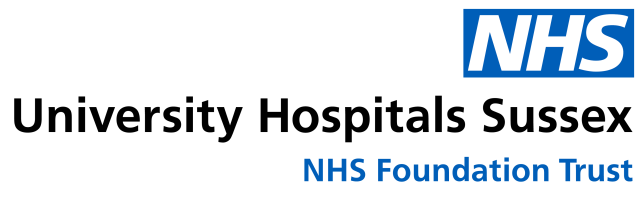 NHS
University Hospitals Sussex
NHS Foundation Trust